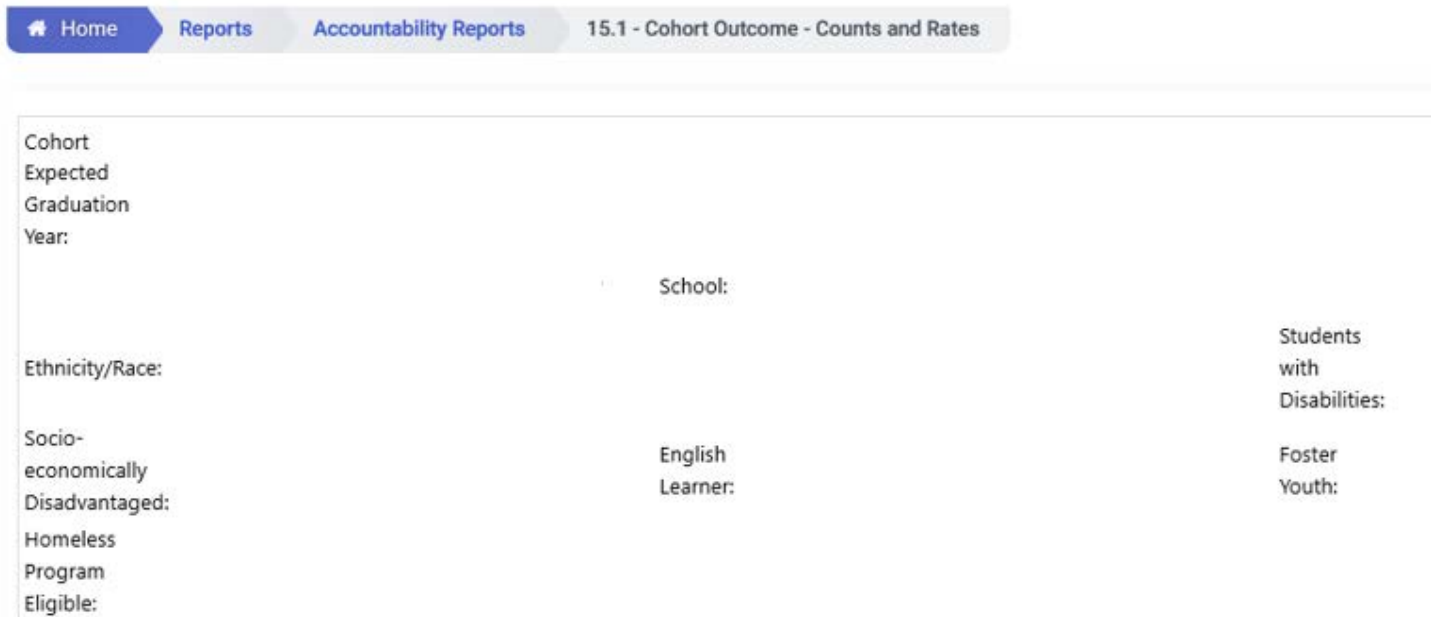 Home Reports Accountability Reports 15.1 - Cohort Outcome - Counts and Rates
Cohort
Expected
Graduation
Year:
School:
Ethnicity/Race:
Students
with
Disabilities:
Socio-
economically
Disadvantaged:
English
Learner:
Foster
Youth:
Homeless
Program
Eligible: